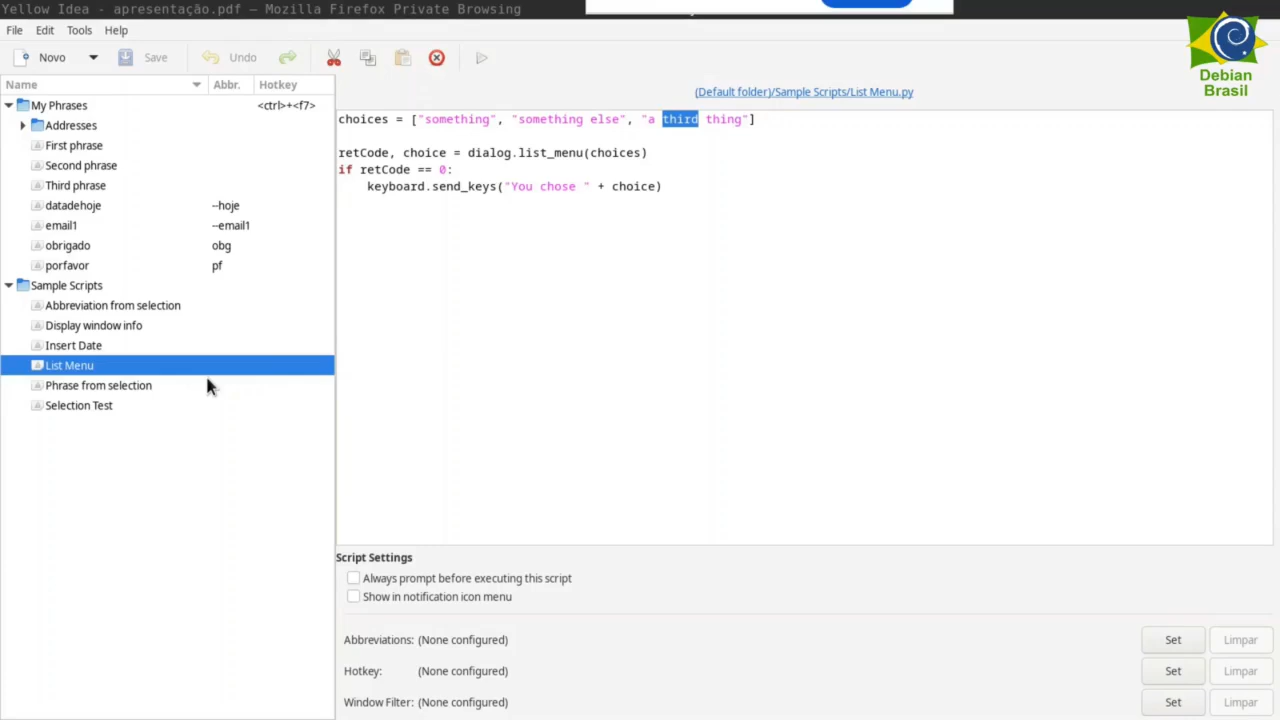 Yellow Idea - apresentação.pdf — Mozilla Firefox Private Browsing
File Edit Tools Help
Novo Save Undo
Debian
Brasil
Name Abbr. Hotkey
My Phrases <ctrl>+<f7>
Addresses
First phrase
Second phrase
Third phrase
datadehoje --hoje
email1 --email1
obrigado obg
porfavor pf
Sample Scripts
Abbreviation from selection
Display window info
Insert Date
List Menu
Phrase from selection
Selection Test
(Default folder)/Sample Scripts/List Menu.py
choices = ["something", "something else", "a third thing"]
retCode, choice = dialog.list_menu(choices)
if retCode == 0:
    keyboard.send_keys("You chose " + choice)
Script Settings
Always prompt before executing this script
Show in notification icon menu
Abbreviations: (None configured) Set Limpar
Hotkey: (None configured) Set Limpar
Window Filter: (None configured) Set Limpar